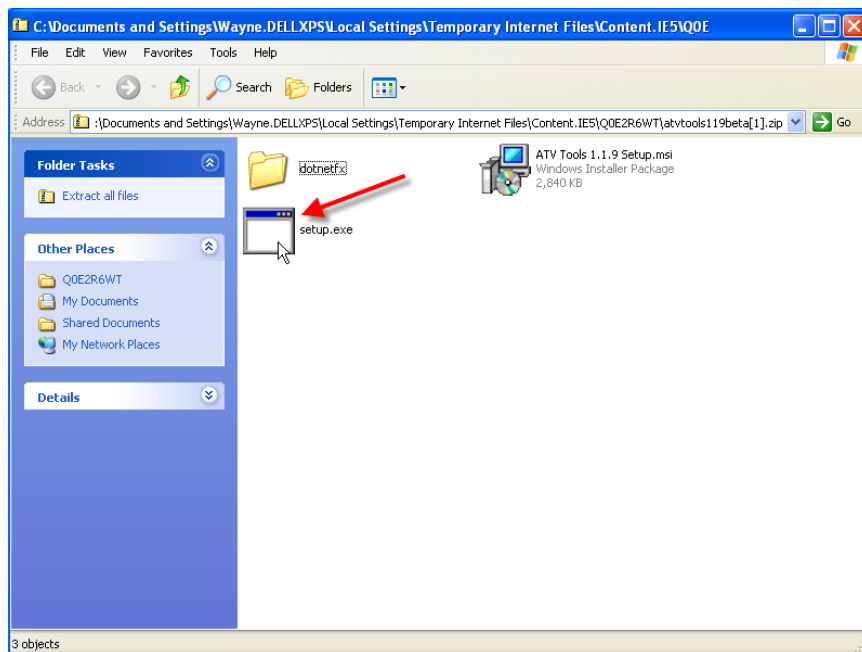 C:\Documents and Settings\Wayne.DELLXPS\Local Settings\Temporary Internet Files\Content.IE5\Q0E
File Edit View Favorites Tools Help
Back Search Folders
Address :\Documents and Settings\Wayne.DELLXPS\Local Settings\Temporary Internet Files\Content.IE5\Q0E2R6WT\atvtools119beta[1].zip Go
Folder Tasks
Extract all files
Other Places
Q0E2R6WT
My Documents
Shared Documents
My Network Places
Details
dotnetfx
ATV Tools 1.1.9 Setup.msi
Windows Installer Package
2,840 KB
setup.exe
3 objects